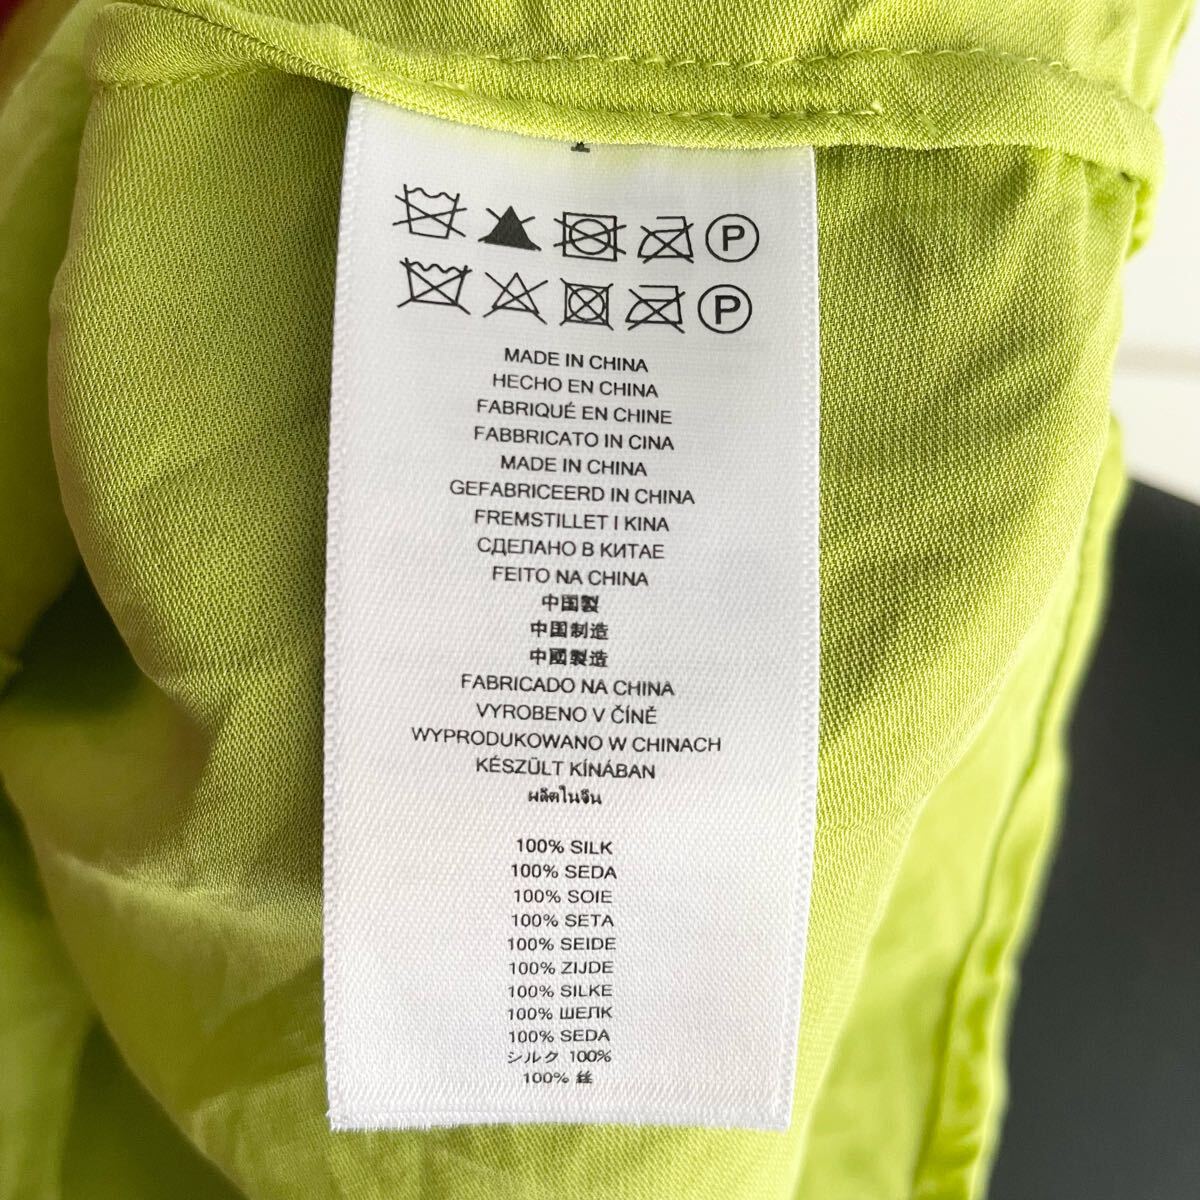 P
P
MADE IN CHINA
HECHO EN CHINA
FABRIQUÉ EN CHINE
FABBRICATO IN CINA
MADE IN CHINA
GEFABRICEERD IN CHINA
FREMSTILLET I KINA
СДЕЛАНО В КИТАЕ
FEITO NA CHINA
中国製
中国制造
中國製造
FABRICADO NA CHINA
VYROBENO V ČÍNĚ
WYPRODUKOWANO W CHINACH
KÉSZÜLT KÍNÁBAN
ผลิตในจีน
100% SILK
100% SEDA
100% SOIE
100% SETA
100% SEIDE
100% ZIJDE
100% SILKE
100% ШЕЛК
100% SEDA
シルク 100%
100% 丝